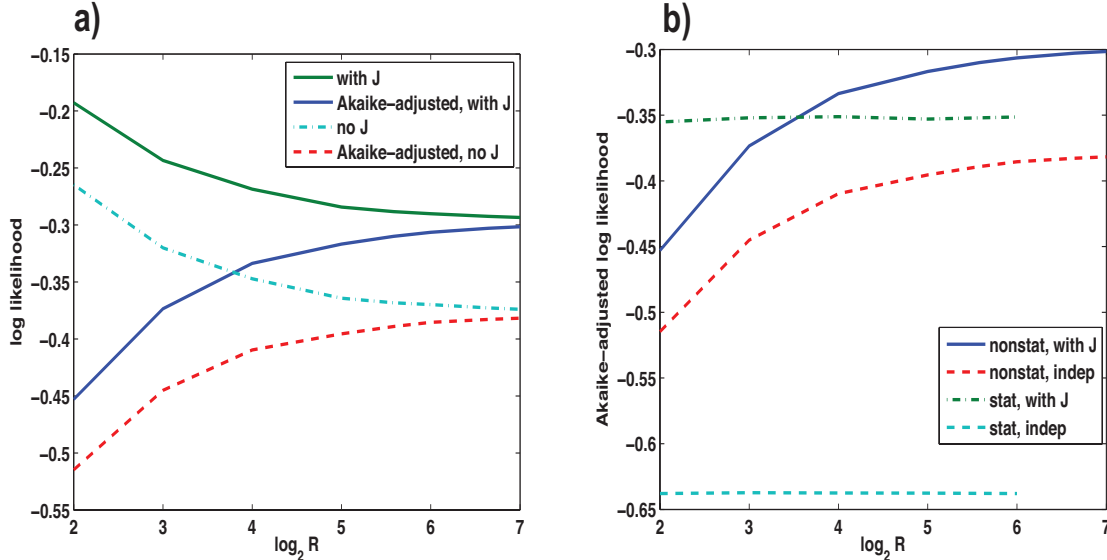 a)
−0.15
−0.2
−0.25
−0.3
−0.35
−0.4
−0.45
−0.5
−0.55
2
3
4
5
6
7
log likelihood
log2 R
with J
Akaike−adjusted, with J
no J
Akaike−adjusted, no J
b)
−0.3
−0.35
−0.4
−0.45
−0.5
−0.55
−0.6
−0.65
2
3
4
5
6
7
Akaike−adjusted log likelihood
log2 R
nonstat, with J
nonstat, indep
stat, with J
stat, indep